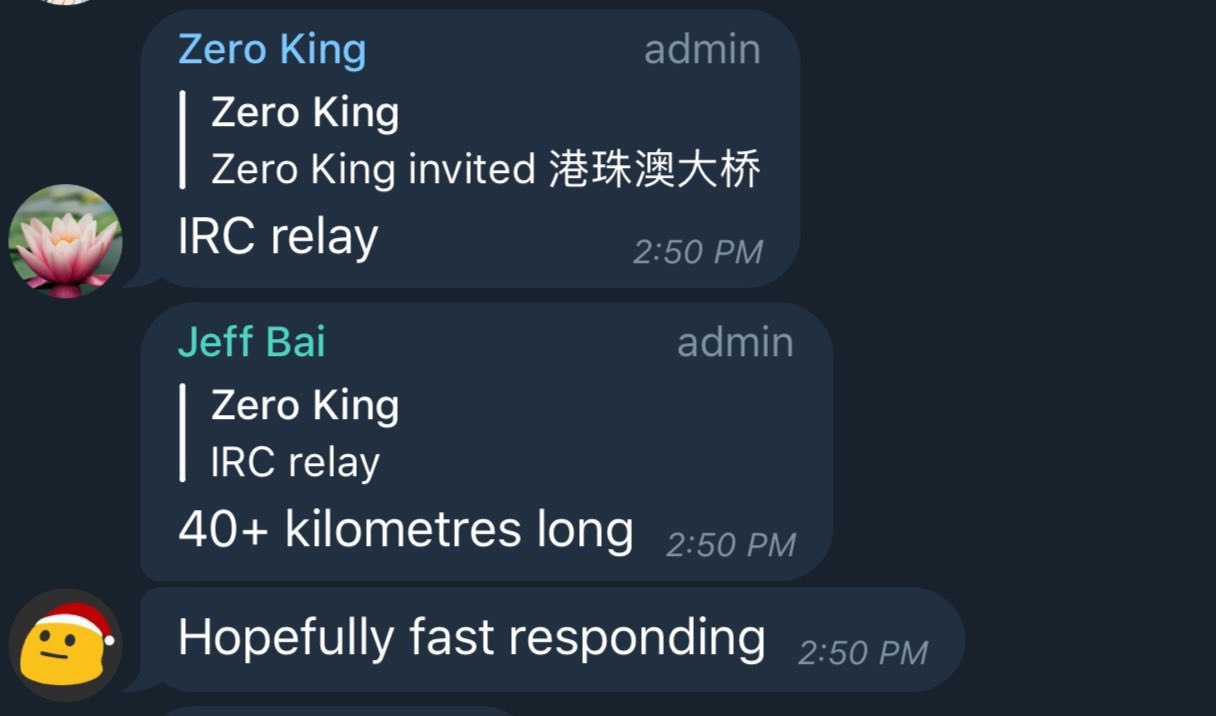 Zero King admin
Zero King
Zero King invited 港珠澳大桥
IRC relay 2:50 PM
Jeff Bai admin
Zero King
IRC relay
40+ kilometres long 2:50 PM
Hopefully fast responding 2:50 PM